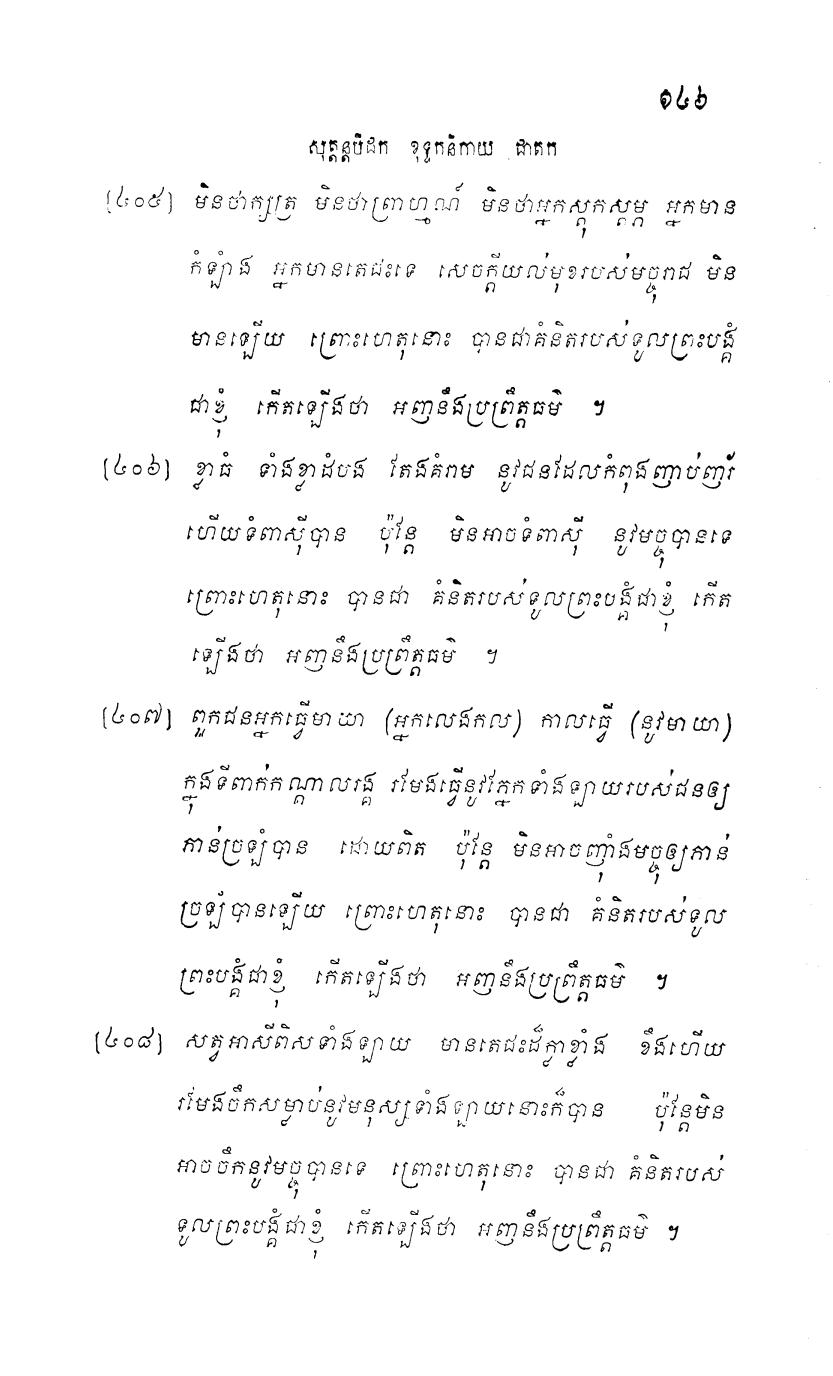 ១៤៦
សុត្តន្តបិដក ខុទ្ទកនិកាយ ជាតក
[៤០៥] មិនថាក្សត្រ មិនថាព្រាហ្មណ៍ មិនថាអ្នកស្តុកស្តម្ភ អ្នកមាន
កំឡាំង អ្នកមានតេជះទេ សេចក្តីយល់មុខរបស់មច្ចុរាជ មិន
មានឡើយ ព្រោះហេតុនោះ បានជាគំនិតរបស់ទូលព្រះបង្គំ
ជាខ្ញុំ កើតឡើងថា អញនឹងប្រព្រឹត្តធម៌ ។
[៤០៦] ខ្លាធំ ទាំងខ្លាដំបង តែងគំរាម នូវជនដែលកំពុងញាប់ញ័រ
ហើយទំពាស៊ីបាន ប៉ុន្តែ មិនអាចទំពាស៊ី នូវមច្ចុបានទេ
ព្រោះហេតុនោះ បានជា គំនិតរបស់ទូលព្រះបង្គំជាខ្ញុំ កើត
ឡើងថា អញនឹងប្រព្រឹត្តធម៌ ។
[៤០៧] ពួកជនអ្នកធ្វើមាយា (អ្នកលេងកល) កាលធ្វើ (នូវមាយា)
ក្នុងទីពាក់កណ្តាលរង្គ រមែងធ្វើនូវភ្នែកទាំងឡាយរបស់ជនឲ្យ
ភាន់ច្រឡំបាន ដោយពិត ប៉ុន្តែ មិនអាចញ៉ាំងមច្ចុឲ្យភាន់
ច្រឡំបានឡើយ ព្រោះហេតុនោះ បានជា គំនិតរបស់ទូល
ព្រះបង្គំជាខ្ញុំ កើតឡើងថា អញនឹងប្រព្រឹត្តធម៌ ។
[៤០៨] សត្វអាសីពិសទាំងឡាយ មានតេជះដ៏ក្លាខ្លាំង ខឹងហើយ
រមែងចឹកសម្លាប់នូវមនុស្សទាំងឡាយនោះក៏បាន ប៉ុន្តែមិន
អាចចឹកនូវមច្ចុបានទេ ព្រោះហេតុនោះ បានជា គំនិតរបស់
ទូលព្រះបង្គំជាខ្ញុំ កើតឡើងថា អញនឹងប្រព្រឹត្តធម៌ ។